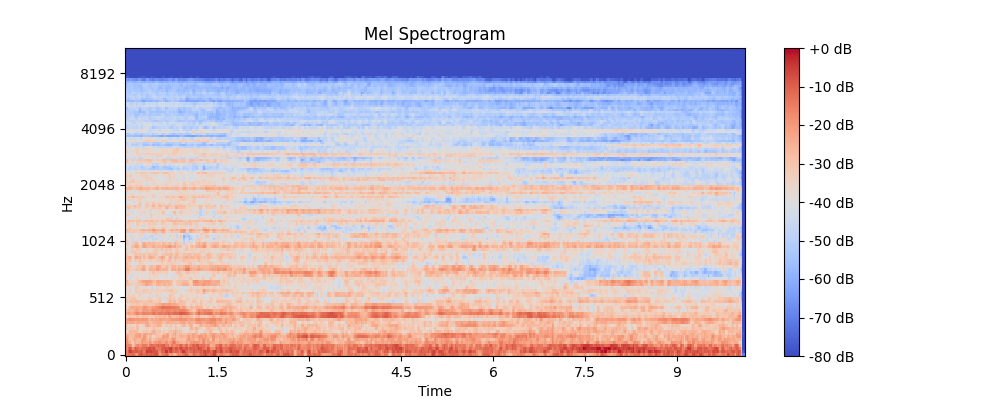 Mel Spectrogram
Hz
8192
4096
2048
1024
512
0
0 1.5 3 4.5 6 7.5 9
Time
+0 dB
-10 dB
-20 dB
-30 dB
-40 dB
-50 dB
-60 dB
-70 dB
-80 dB